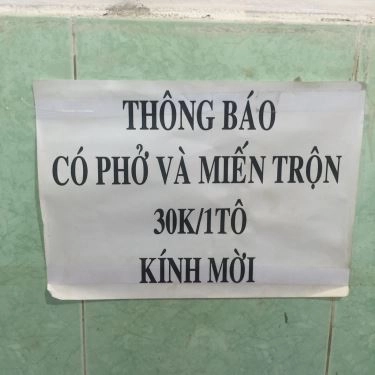 THÔNG BÁO
CÓ PHỞ VÀ MIẾN TRỘN
30K/1TÔ
KÍNH MỜI